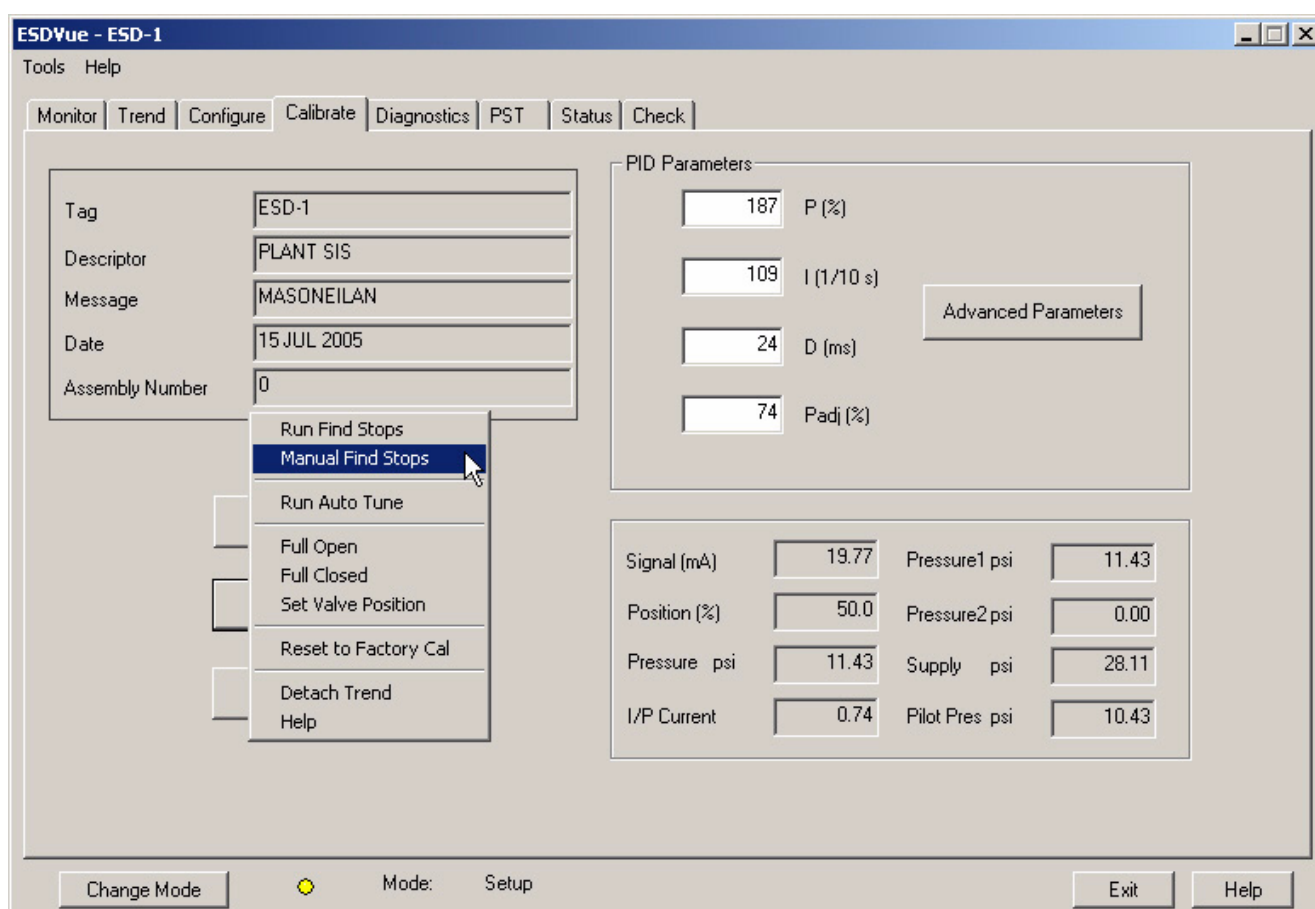 ESDVue - ESD-1
Tools Help
Monitor Trend Configure Calibrate Diagnostics PST Status Check
Tag ESD-1
Descriptor PLANT SIS
Message MASONEILAN
Date 15 JUL 2005
Assembly Number 0
Run Find Stops
Manual Find Stops
Run Auto Tune
Full Open
Full Closed
Set Valve Position
Reset to Factory Cal
Detach Trend
Help
PID Parameters
187 P (%)
109 I (1/10 s)
24 D (ms)
74 Padj (%)
Advanced Parameters
Signal (mA) 19.77 Pressure1 psi 11.43
Position (%) 50.0 Pressure2 psi 0.00
Pressure psi 11.43 Supply psi 28.11
I/P Current 0.74 Pilot Pres psi 10.43
Change Mode Mode: Setup Exit Help